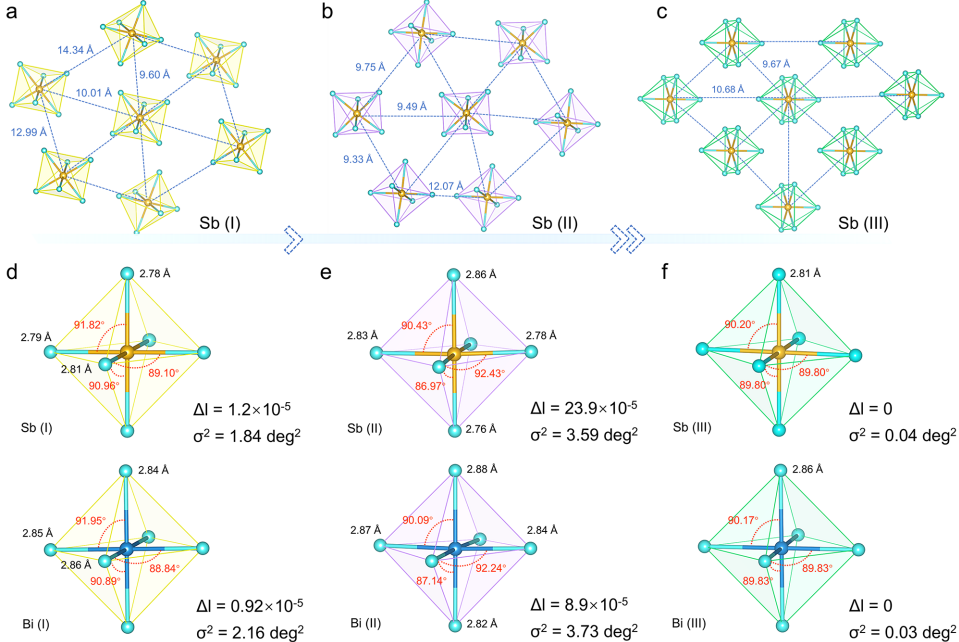 a
14.34 Å
9.60 Å
10.01 Å
12.99 Å
Sb (I)
b
9.75 Å
9.49 Å
9.33 Å
12.07 Å
Sb (II)
c
9.67 Å
10.68 Å
Sb (III)
d
2.78 Å
91.82°
2.79 Å
2.81 Å
90.96°
89.10°
Sb (I)
Δl = 1.2×10⁻⁵
σ² = 1.84 deg²
e
2.86 Å
90.43°
2.83 Å
2.78 Å
86.97°
92.43°
2.76 Å
Sb (II)
Δl = 23.9×10⁻⁵
σ² = 3.59 deg²
f
2.81 Å
90.20°
89.80°
89.80°
Sb (III)
Δl = 0
σ² = 0.04 deg²
2.84 Å
91.95°
2.85 Å
2.86 Å
90.89°
88.84°
Bi (I)
Δl = 0.92×10⁻⁵
σ² = 2.16 deg²
2.88 Å
90.09°
2.87 Å
2.84 Å
87.14°
92.24°
2.82 Å
Bi (II)
Δl = 8.9×10⁻⁵
σ² = 3.73 deg²
2.86 Å
90.17°
89.83°
89.83°
Bi (III)
Δl = 0
σ² = 0.03 deg²